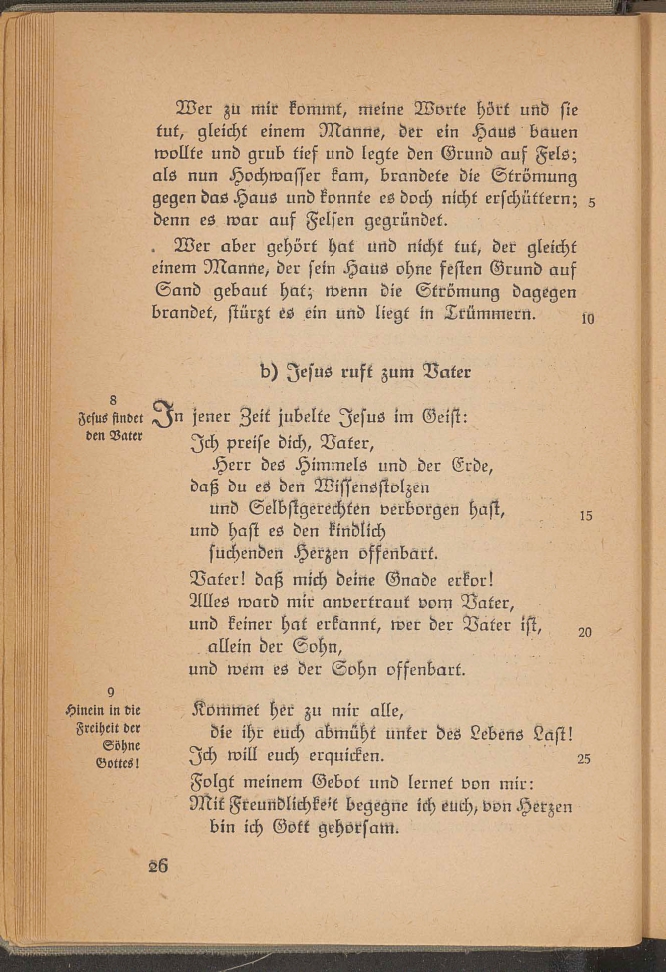 Wer zu mir kommt, meine Worte hört und sie
tut, gleicht einem Manne, der ein Haus bauen
wollte und grub tief und legte den Grund auf Fels;
als nun Hochwasser kam, brandete die Strömung
gegen das Haus und konnte es doch nicht erschüttern; 5
denn es war auf Felsen gegründet.
Wer aber gehört hat und nicht tut, der gleicht
einem Manne, der sein Haus ohne festen Grund auf
Sand gebaut hat; wenn die Strömung dagegen
brandet, stürzt es ein und liegt in Trümmern. 10
b) Jesus ruft zum Vater
8
Jesus findet
den Vater
In jener Zeit jubelte Jesus im Geist:
Ich preise dich, Vater,
Herr des Himmels und der Erde,
daß du es den Wissensstolzen
und Selbstgerechten verborgen hast, 15
und hast es den kindlich
suchenden Herzen offenbart.
Vater! daß mich deine Gnade erkor!
Alles ward mir anvertraut vom Vater,
und keiner hat erkannt, wer der Vater ist, 20
allein der Sohn,
und wem es der Sohn offenbart.
9
Hinein in die
Freiheit der
Söhne
Gottes!
Kommet her zu mir alle,
die ihr euch abmüht unter des Lebens Last!
Ich will euch erquicken. 25
Folgt meinem Gebot und lernet von mir:
Mit Freundlichkeit begegne ich euch, von Herzen
bin ich Gott gehorsam.
26